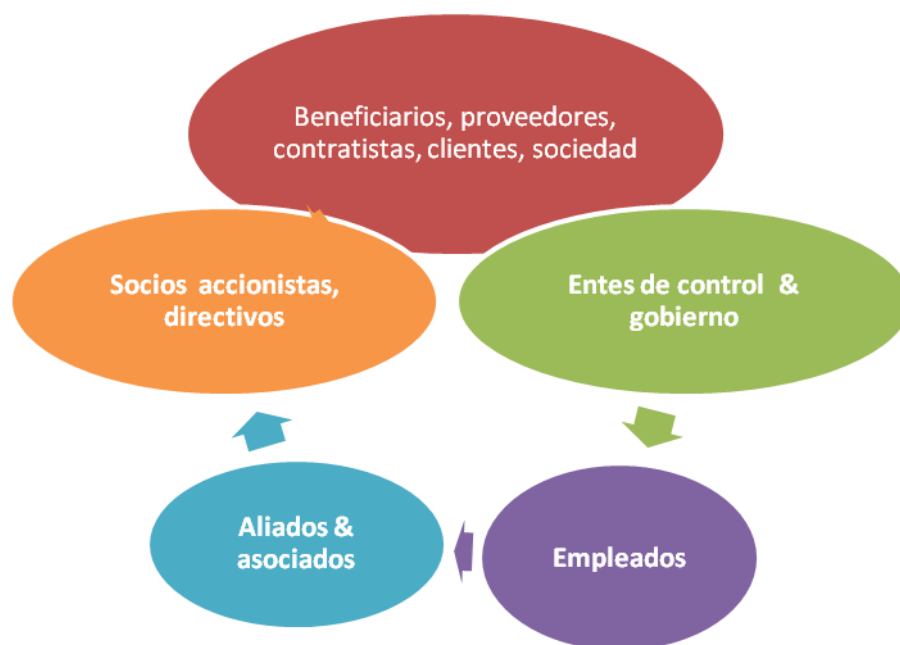 Beneficiarios, proveedores,
contratistas, clientes, sociedad
Socios accionistas,
directivos
Entes de control &
gobierno
Aliados &
asociados
Empleados